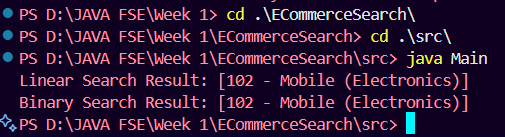 PS D:\JAVA FSE\Week 1> cd .\ECommerceSearch\
PS D:\JAVA FSE\Week 1\ECommerceSearch> cd .\src\
PS D:\JAVA FSE\Week 1\ECommerceSearch\src> java Main
Linear Search Result: [102 - Mobile (Electronics)]
Binary Search Result: [102 - Mobile (Electronics)]
PS D:\JAVA FSE\Week 1\ECommerceSearch\src>